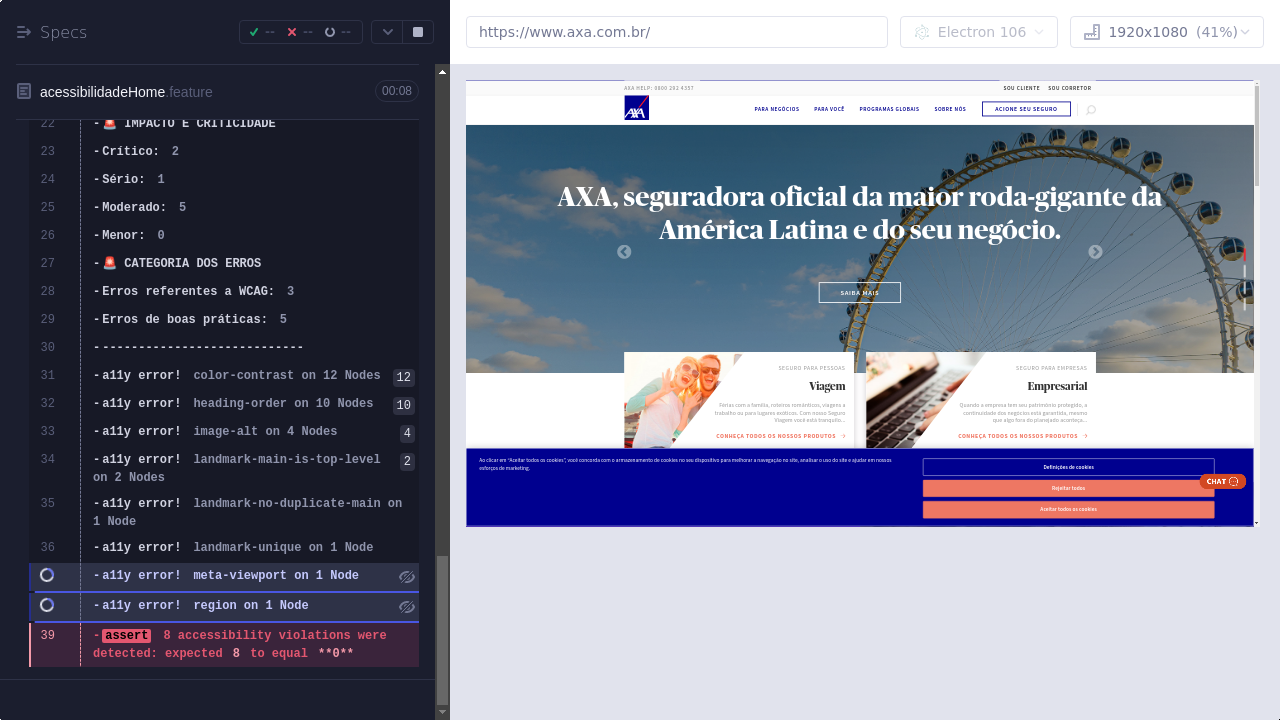 Specs
-- -- --
acessibilidadeHome.feature 00:08
22 -🚨 IMPACTO E CRITICIDADE
23 -Crítico: 2
24 -Sério: 1
25 -Moderado: 5
26 -Menor: 0
27 -🚨 CATEGORIA DOS ERROS
28 -Erros referentes a WCAG: 3
29 -Erros de boas práticas: 5
30 -----------------------------
31 -a11y error! color-contrast on 12 Nodes 12
32 -a11y error! heading-order on 10 Nodes 10
33 -a11y error! image-alt on 4 Nodes 4
34 -a11y error! landmark-main-is-top-level on 2 Nodes 2
35 -a11y error! landmark-no-duplicate-main on 1 Node
36 -a11y error! landmark-unique on 1 Node
-a11y error! meta-viewport on 1 Node
-a11y error! region on 1 Node
39 -assert 8 accessibility violations were
detected: expected 8 to equal **0**
https://www.axa.com.br/
Electron 106
1920x1080 (41%)
AXA HELP: 0800 292 4357
SOU CLIENTE SOU CORRETOR
AXA
PARA NEGÓCIOS PARA VOCÊ PROGRAMAS GLOBAIS SOBRE NÓS ACIONE SEU SEGURO
AXA, seguradora oficial da maior roda-gigante da
América Latina e do seu negócio.
SAIBA MAIS
SEGURO PARA PESSOAS
Viagem
Férias com a família, roteiros românticos, viagens a
trabalho ou para lugares exóticos. Com nosso Seguro
Viagem você está tranquilo...
CONHEÇA TODOS OS NOSSOS PRODUTOS
SEGURO PARA EMPRESAS
Empresarial
Quando a empresa tem seu patrimônio protegido, a
continuidade dos negócios está garantida, mesmo
que algo fora do planejado aconteça...
CONHEÇA TODOS OS NOSSOS PRODUTOS
Ao clicar em "Aceitar todos os cookies", você concorda com o armazenamento de cookies no seu dispositivo para melhorar a navegação no site, analisar o uso do site e ajudar em nossos
esforços de marketing.
Definições de cookies
Rejeitar todos
Aceitar todos os cookies
CHAT